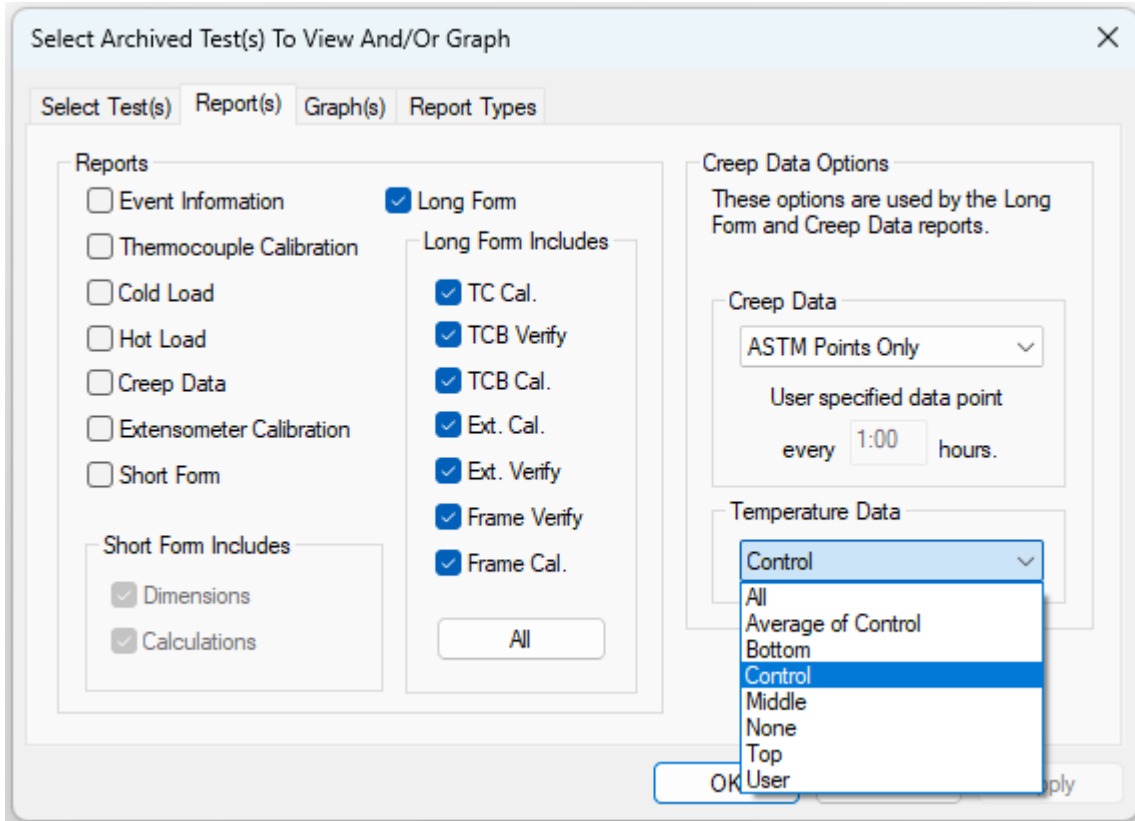 Select Archived Test(s) To View And/Or Graph
Select Test(s) Report(s) Graph(s) Report Types
Reports
Event Information
Thermocouple Calibration
Cold Load
Hot Load
Creep Data
Extensometer Calibration
Short Form
Short Form Includes
Dimensions
Calculations
Long Form
Long Form Includes
TC Cal.
TCB Verify
TCB Cal.
Ext. Cal.
Ext. Verify
Frame Verify
Frame Cal.
All
Creep Data Options
These options are used by the Long
Form and Creep Data reports.
Creep Data
ASTM Points Only
User specified data point
every 1:00 hours.
Temperature Data
Control
All
Average of Control
Bottom
Control
Middle
None
Top
User
OK